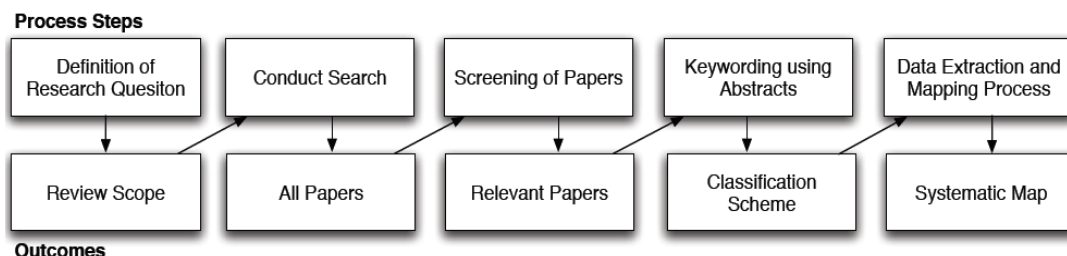 Process Steps
Definition of
Research Quesiton
Conduct Search
Screening of Papers
Keywording using
Abstracts
Data Extraction and
Mapping Process
Review Scope
All Papers
Relevant Papers
Classification
Scheme
Systematic Map
Outcomes